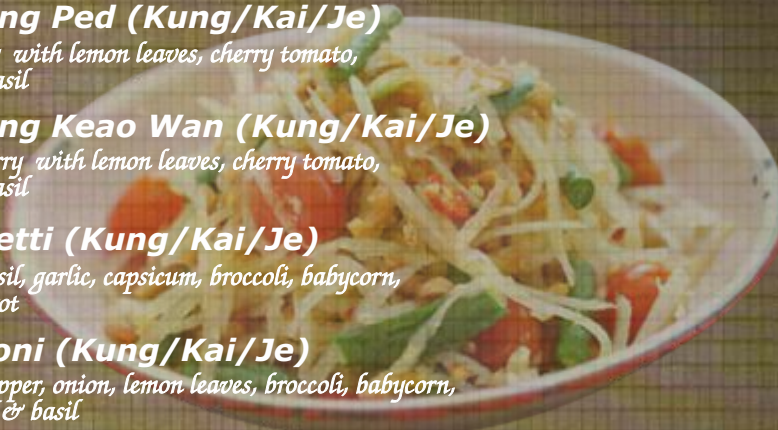 ng Ped (Kung/Kai/Je)
with lemon leaves, cherry tomato,
asil
ng Keao Wan (Kung/Kai/Je)
rry with lemon leaves, cherry tomato,
asil
etti (Kung/Kai/Je)
sil, garlic, capsicum, broccoli, babycorn,
ot
oni (Kung/Kai/Je)
pper, onion, lemon leaves, broccoli, babycorn,
& basil